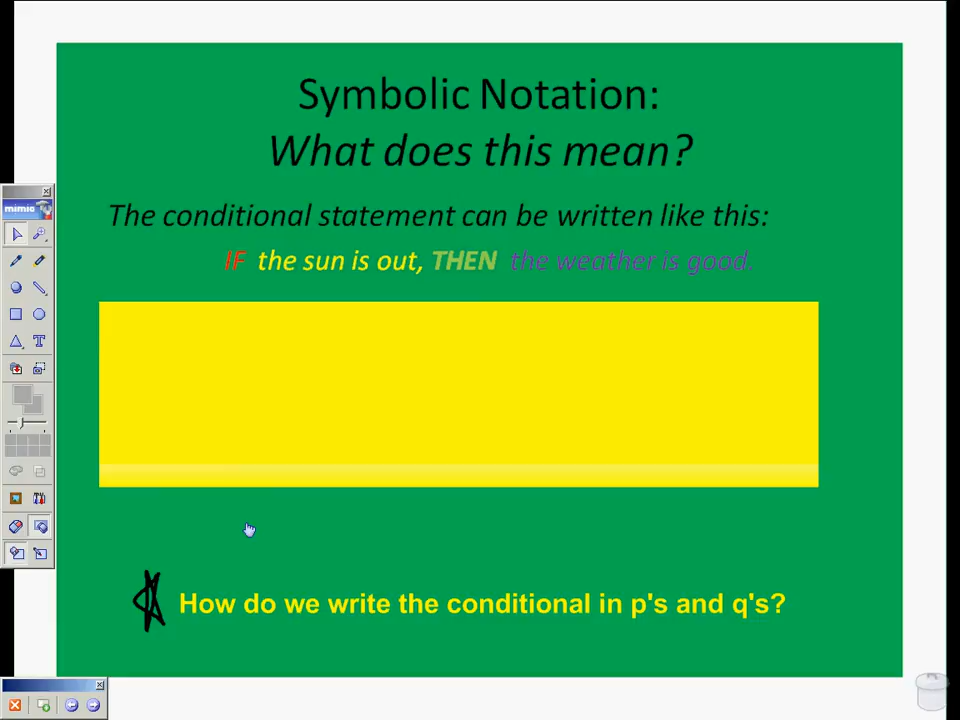 Symbolic Notation:
What does this mean?
The conditional statement can be written like this:
IF the sun is out, THEN the weather is good.
mimio
How do we write the conditional in p's and q's?